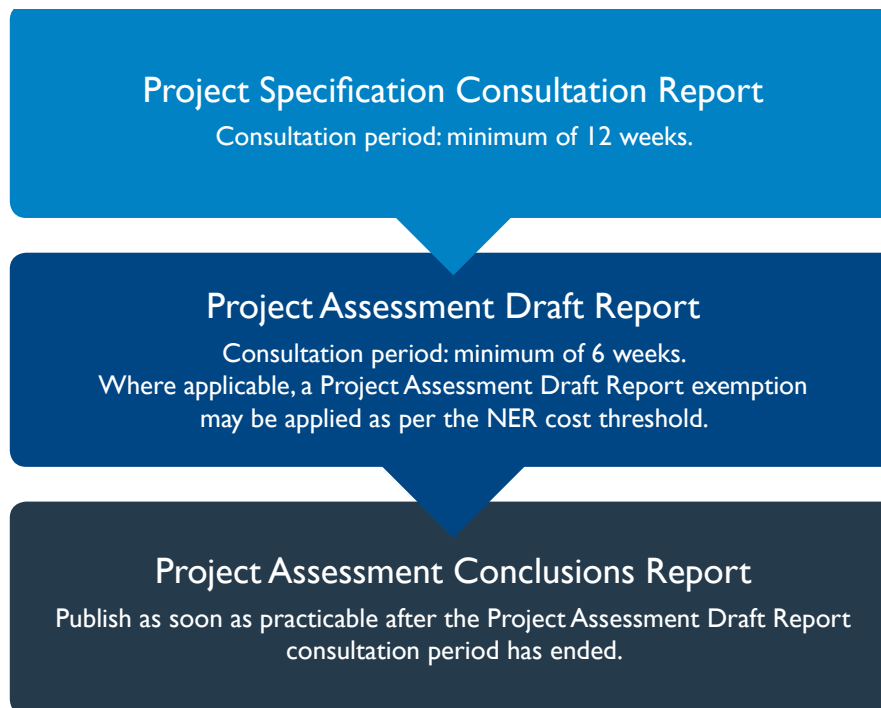 Project Specification Consultation Report
Consultation period: minimum of 12 weeks.
Project Assessment Draft Report
Consultation period: minimum of 6 weeks.
Where applicable, a Project Assessment Draft Report exemption
may be applied as per the NER cost threshold.
Project Assessment Conclusions Report
Publish as soon as practicable after the Project Assessment Draft Report
consultation period has ended.